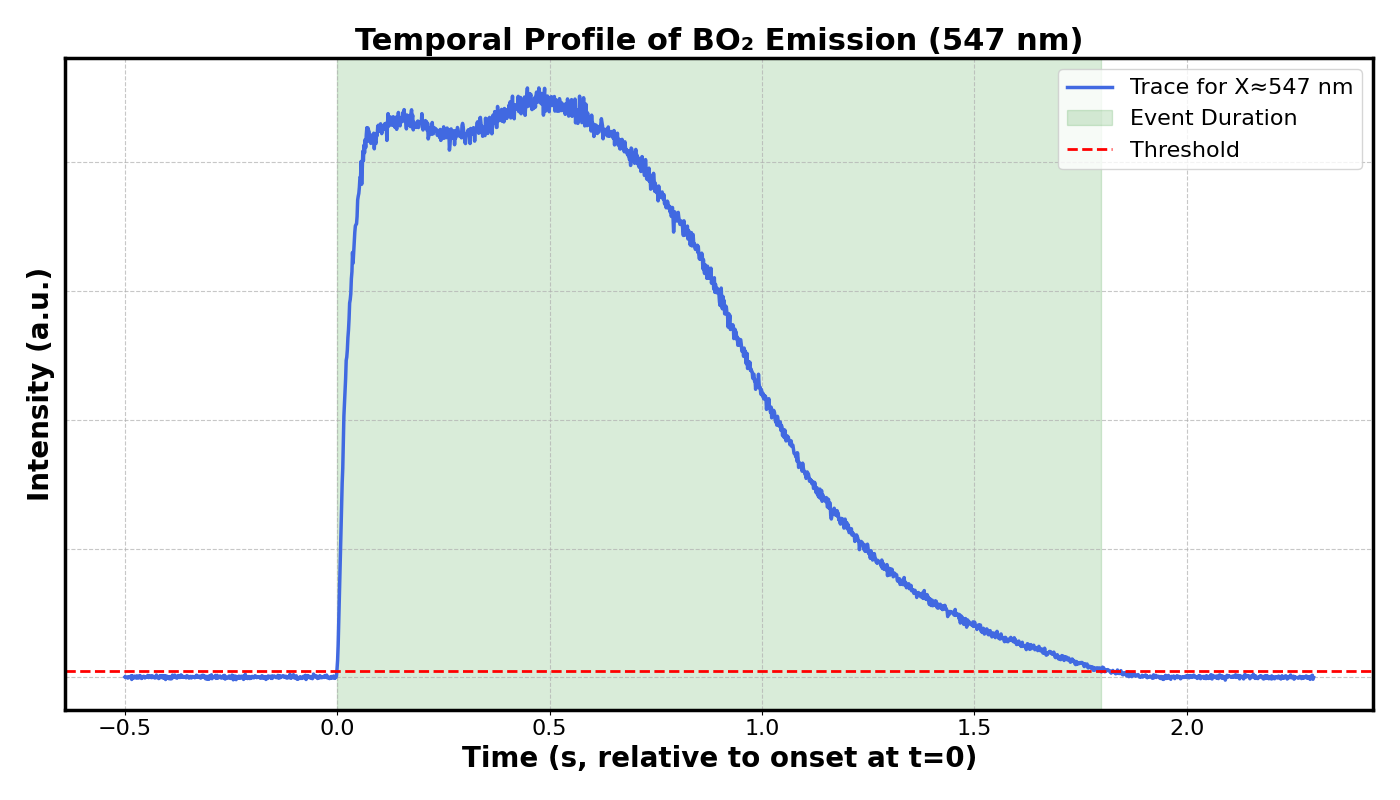 Temporal Profile of BO₂ Emission (547 nm)
Intensity (a.u.)
Trace for X≈547 nm
Event Duration
Threshold
−0.5 0.0 0.5 1.0 1.5 2.0
Time (s, relative to onset at t=0)